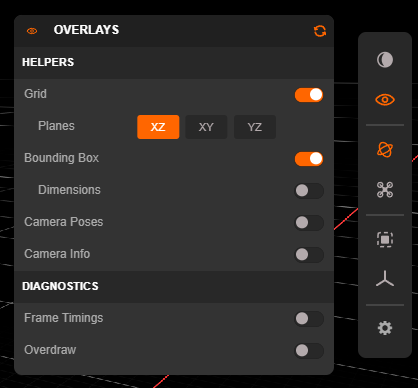 OVERLAYS
HELPERS
Grid
Planes XZ XY YZ
Bounding Box
Dimensions
Camera Poses
Camera Info
DIAGNOSTICS
Frame Timings
Overdraw